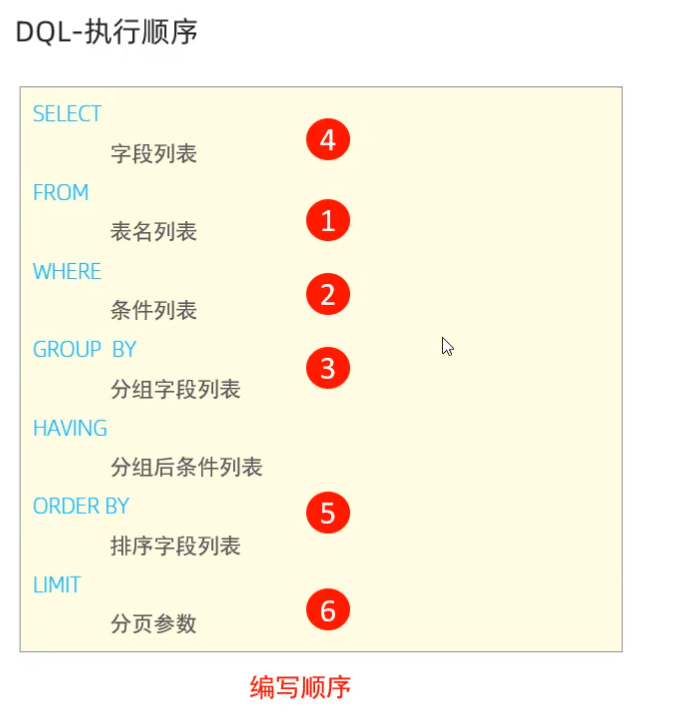 DQL-执行顺序
SELECT
4
字段列表
FROM
1
表名列表
WHERE
2
条件列表
GROUP BY
3
分组字段列表
HAVING
分组后条件列表
ORDER BY
5
排序字段列表
LIMIT
6
分页参数
编写顺序